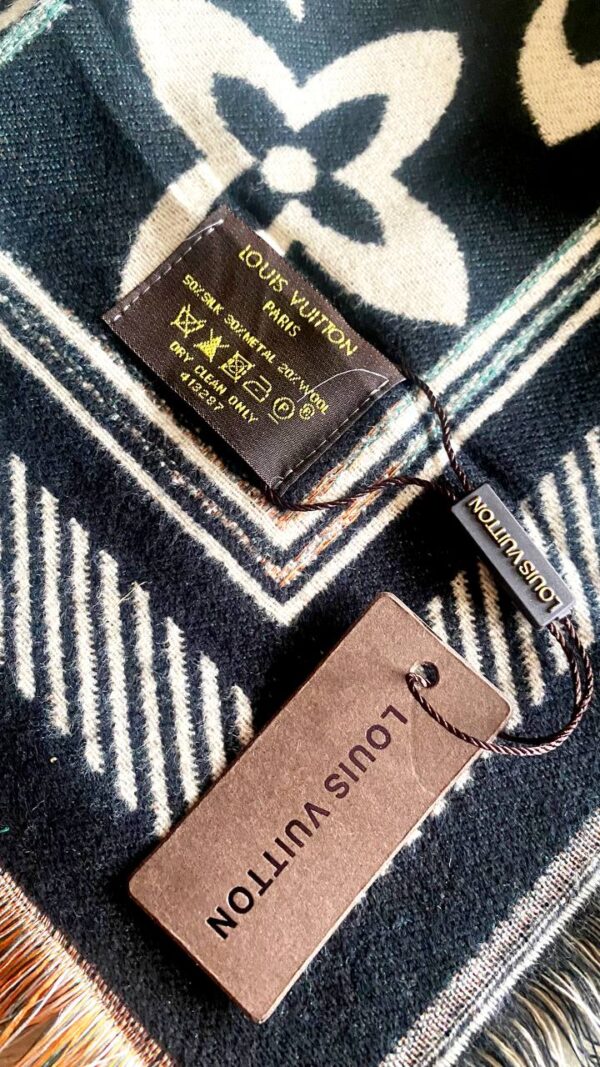 LOUIS VUITTON
PARIS
50% SILK 30% METAL 20% WOOL
DRY CLEAN ONLY
413287
LOUIS VUITTON
LOUIS VUITTON